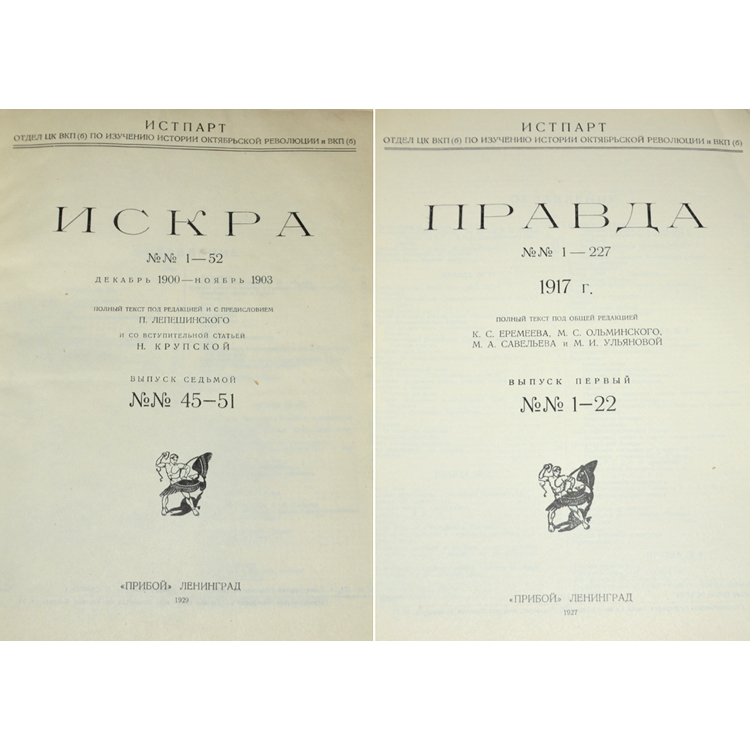 ИСТПАРТ
ОТДЕЛ ЦК ВКП(б) ПО ИЗУЧЕНИЮ ИСТОРИИ ОКТЯБРЬСКОЙ РЕВОЛЮЦИИ и ВКП(б)
ИСКРА
№№ 1—52
ДЕКАБРЬ 1900—НОЯБРЬ 1903
ПОЛНЫЙ ТЕКСТ ПОД РЕДАКЦИЕЙ И С ПРЕДИСЛОВИЕМ
П. ЛЕПЕШИНСКОГО
И СО ВСТУПИТЕЛЬНОЙ СТАТЬЕЙ
Н. КРУПСКОЙ
ВЫПУСК СЕДЬМОЙ
№№ 45—51
«ПРИБОЙ» ЛЕНИНГРАД
1929
ИСТПАРТ
ОТДЕЛ ЦК ВКП(б) ПО ИЗУЧЕНИЮ ИСТОРИИ ОКТЯБРЬСКОЙ РЕВОЛЮЦИИ и ВКП(б)
ПРАВДА
№№ 1—227
1917 г.
ПОЛНЫЙ ТЕКСТ ПОД ОБЩЕЙ РЕДАКЦИЕЙ
К. С. ЕРЕМЕЕВА, М. С. ОЛЬМИНСКОГО,
М. А. САВЕЛЬЕВА и М. И. УЛЬЯНОВОЙ
ВЫПУСК ПЕРВЫЙ
№№ 1—22
«ПРИБОЙ» ЛЕНИНГРАД
1927